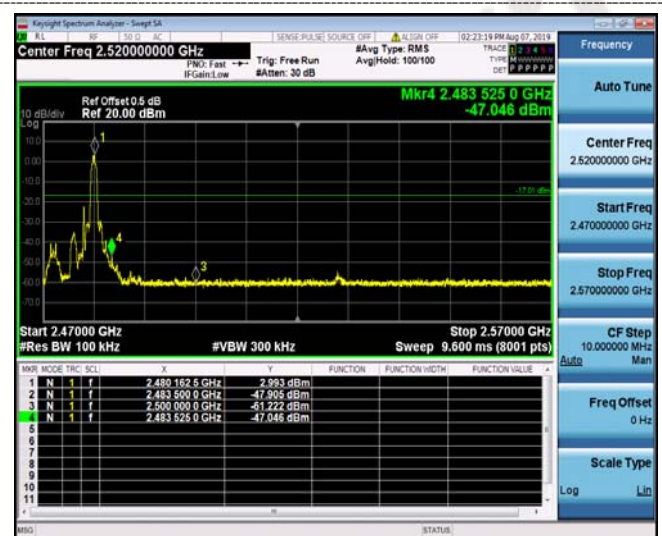 Keysight Spectrum Analyzer - Swept SA
RL RF 50 Ω AC SENSE:PULSE SOURCE OFF ALIGN OFF 02:23:19 PM Aug 07, 2019
Center Freq 2.520000000 GHz
PNO: Fast
IFGain:Low
Trig: Free Run
#Atten: 30 dB
#Avg Type: RMS
Avg|Hold: 100/100
TRACE 1 2 3 4 5 6
TYPE M
DET P P P P P P
Ref Offset 0.5 dB
10 dB/div Ref 20.00 dBm
Log
Mkr4 2.483 525 0 GHz
-47.046 dBm
10.0
0.00
-10.0
-20.0
-30.0
-40.0
-50.0
-60.0
-70.0
1
4
3
-17.01 dBm
Start 2.47000 GHz Stop 2.57000 GHz
#Res BW 100 kHz #VBW 300 kHz Sweep 9.600 ms (8001 pts)
MKR MODE TRC SCL X Y FUNCTION FUNCTION WIDTH FUNCTION VALUE
1 N 1 f 2.480 162 5 GHz 2.993 dBm
2 N 1 f 2.483 500 0 GHz -47.905 dBm
3 N 1 f 2.500 000 0 GHz -61.222 dBm
4 N 1 f 2.483 525 0 GHz -47.046 dBm
5
6
7
8
9
10
11
MSG STATUS
Frequency
Auto Tune
Center Freq
2.520000000 GHz
Start Freq
2.470000000 GHz
Stop Freq
2.570000000 GHz
CF Step
10.000000 MHz
Auto Man
Freq Offset
0 Hz
Scale Type
Log Lin